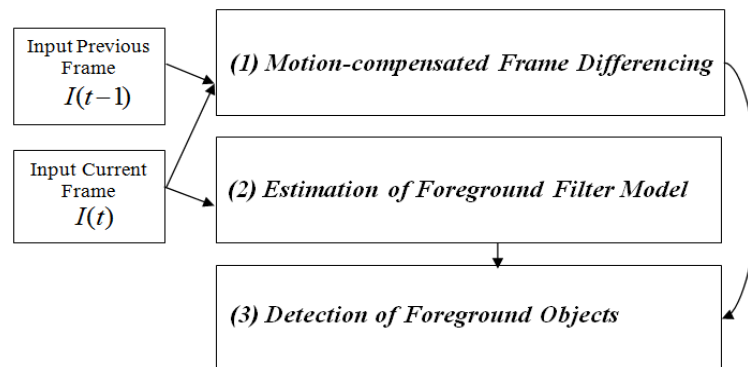 Input Previous
Frame
I(t−1)
Input Current
Frame
I(t)
(1) Motion-compensated Frame Differencing
(2) Estimation of Foreground Filter Model
(3) Detection of Foreground Objects